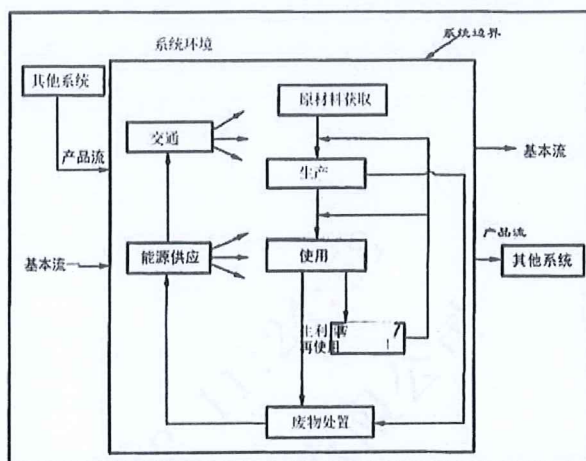 系统环境
系统边界
其他系统
原材料获取
交通
产品流
基本流
生产
产品流
基本流
能源供应
使用
其他系统
生利
再使用
废物处置